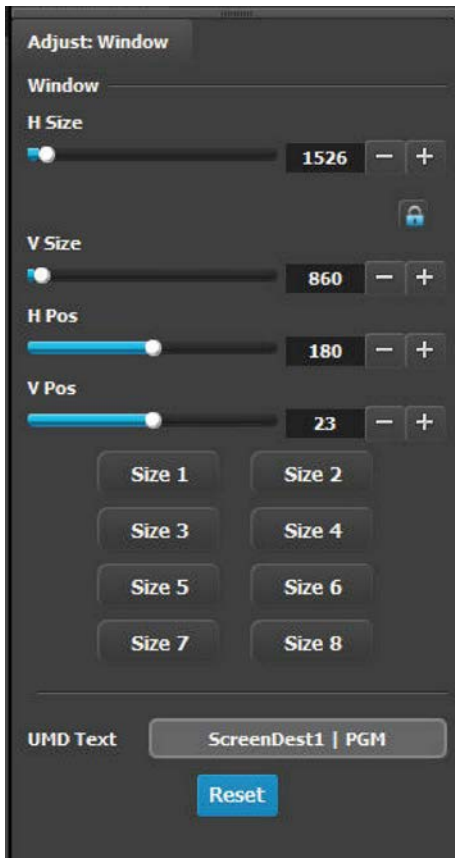 Adjust: Window
Window
H Size
1526 − +
V Size
860 − +
H Pos
180 − +
V Pos
23 − +
Size 1 Size 2
Size 3 Size 4
Size 5 Size 6
Size 7 Size 8
UMD Text ScreenDest1 | PGM
Reset